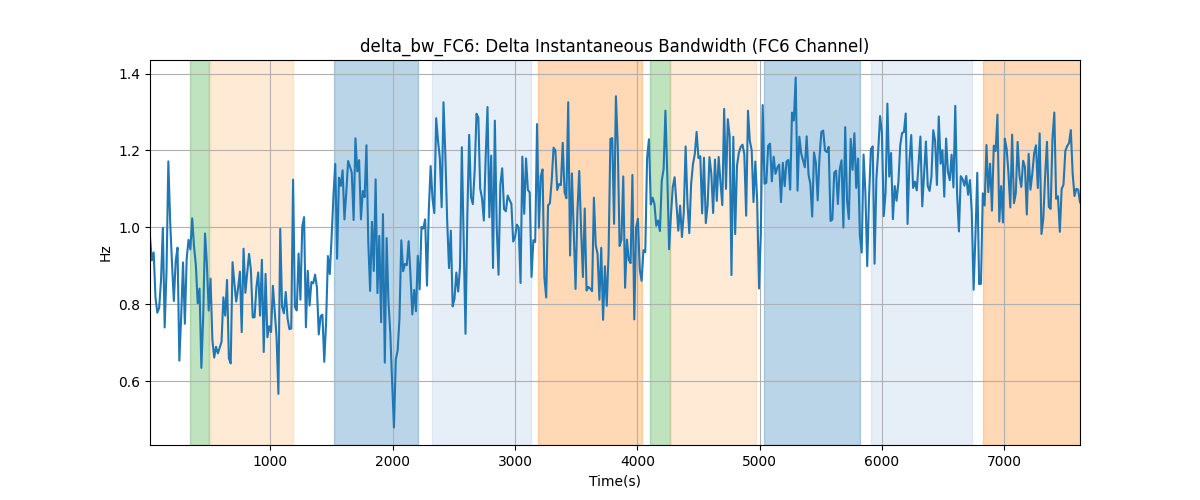 delta_bw_FC6: Delta Instantaneous Bandwidth (FC6 Channel)
1.4
1.2
1.0
0.8
0.6
Hz
1000 2000 3000 4000 5000 6000 7000
Time(s)